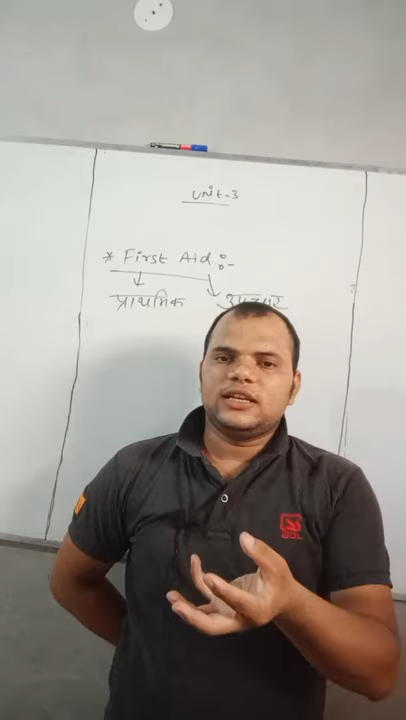 Unit-3
* First Aid :-
प्राथमिक उपचार